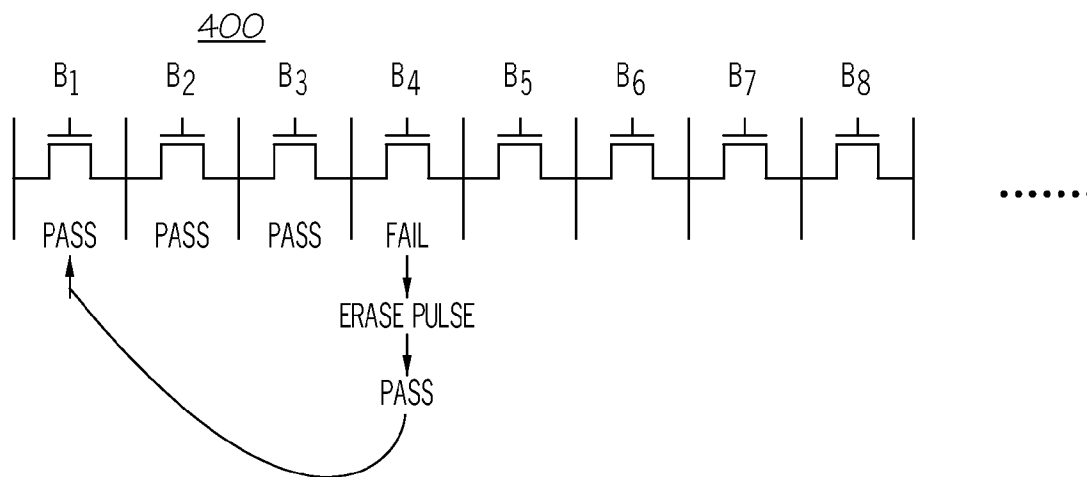 400
B1 B2 B3 B4 B5 B6 B7 B8
PASS PASS PASS FAIL
ERASE PULSE
PASS